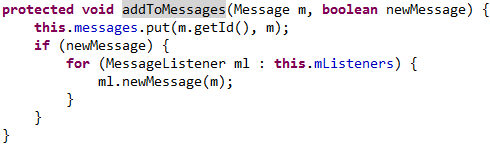 protected void addToMessages(Message m, boolean newMessage) {
    this.messages.put(m.getId(), m);
    if (newMessage) {
        for (MessageListener ml : this.mListeners) {
            ml.newMessage(m);
        }
    }
}